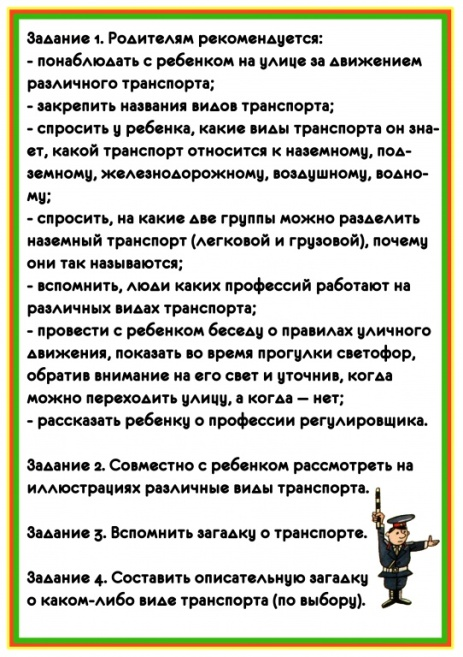 Задание 1. Родителям рекомендуется:
- понаблюдать с ребенком на улице за движением
различного транспорта;
- закрепить названия видов транспорта;
- спросить у ребенка, какие виды транспорта он зна-
ет, какой транспорт относится к наземному, под-
земному, железнодорожному, воздушному, водно-
му;
- спросить, на какие две группы можно разделить
наземный транспорт (легковой и грузовой), почему
они так называются;
- вспомнить, люди каких профессий работают на
различных видах транспорта;
- провести с ребенком беседу о правилах уличного
движения, показать во время прогулки светофор,
обратив внимание на его свет и уточнив, когда
можно переходить улицу, а когда — нет;
- рассказать ребенку о профессии регулировщика.
Задание 2. Совместно с ребенком рассмотреть на
иллюстрациях различные виды транспорта.
Задание 3. Вспомнить загадку о транспорте.
Задание 4. Составить описательную загадку
о каком-либо виде транспорта (по выбору).